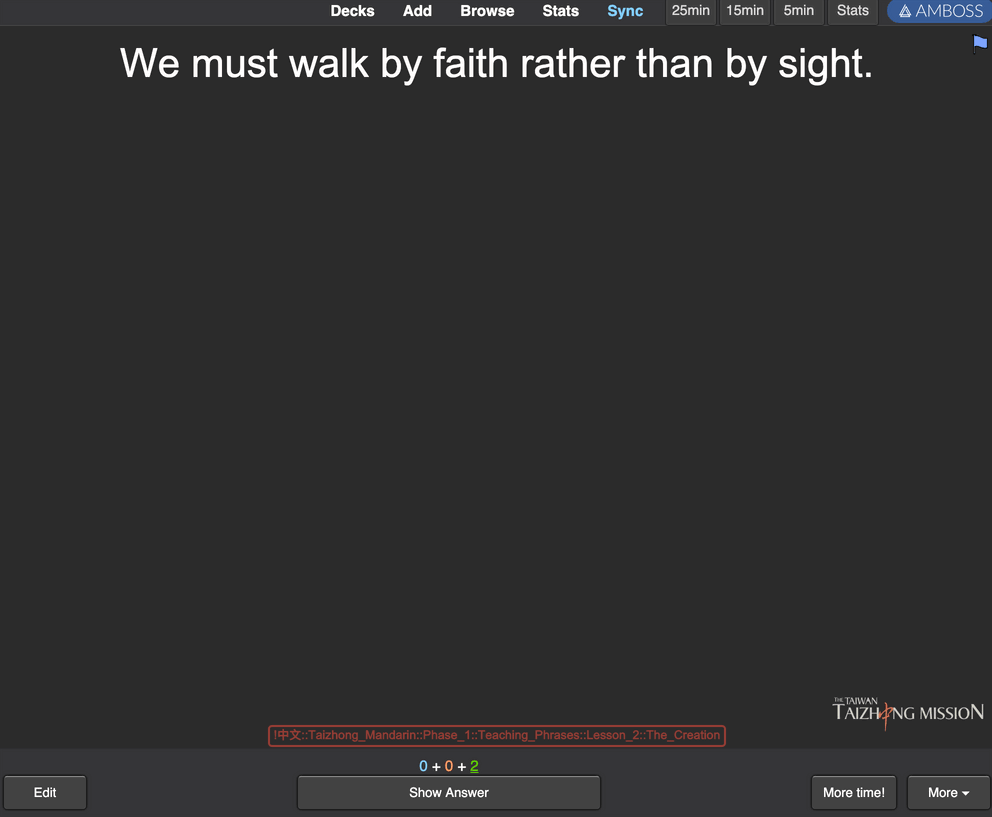 Decks Add Browse Stats Sync 25min 15min 5min Stats AMBOSS
We must walk by faith rather than by sight.
THE TAIWAN
TAIZHONG MISSION
!中文::Taizhong_Mandarin::Phase_1::Teaching_Phrases::Lesson_2::The_Creation
0 + 0 + 2
Edit Show Answer More time! More